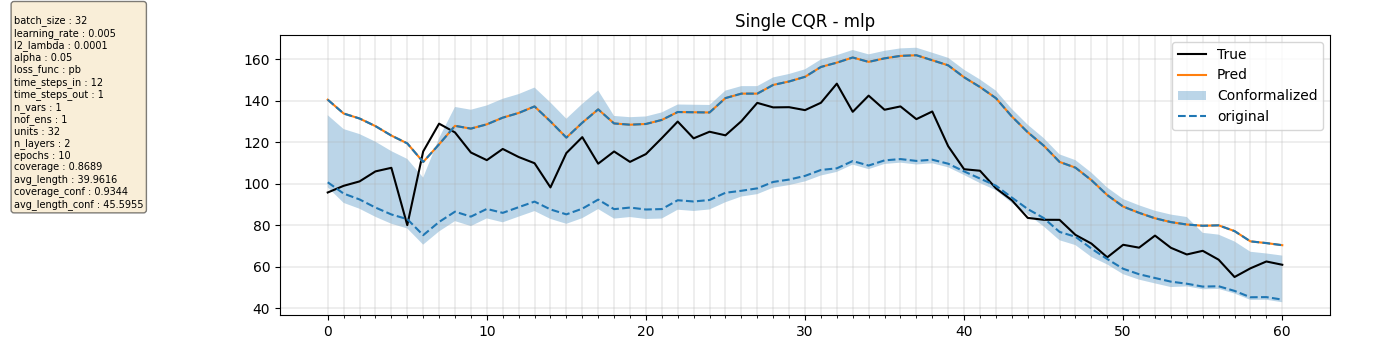 batch_size : 32
learning_rate : 0.005
l2_lambda : 0.0001
alpha : 0.05
loss_func : pb
time_steps_in : 12
time_steps_out : 1
n_vars : 1
nof_ens : 1
units : 32
n_layers : 2
epochs : 10
coverage : 0.8689
avg_length : 39.9616
coverage_conf : 0.9344
avg_length_conf : 45.5955
Single CQR - mlp
160
140
120
100
80
60
40
True
Pred
Conformalized
original
0 10 20 30 40 50 60